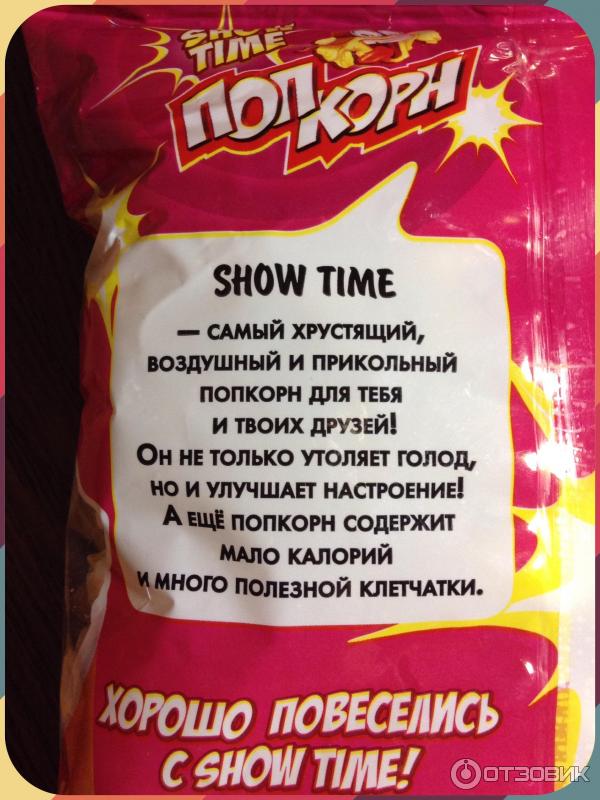 SHOW
TIME
ПОПКОРН
SHOW TIME
— САМЫЙ ХРУСТЯЩИЙ,
ВОЗДУШНЫЙ И ПРИКОЛЬНЫЙ
ПОПКОРН ДЛЯ ТЕБЯ
И ТВОИХ ДРУЗЕЙ!
ОН НЕ ТОЛЬКО УТОЛЯЕТ ГОЛОД,
НО И УЛУЧШАЕТ НАСТРОЕНИЕ!
А ЕЩЁ ПОПКОРН СОДЕРЖИТ
МАЛО КАЛОРИЙ
И МНОГО ПОЛЕЗНОЙ КЛЕТЧАТКИ.
ХОРОШО ПОВЕСЕЛИСЬ
С SHOW TIME!
ОТЗОВИК